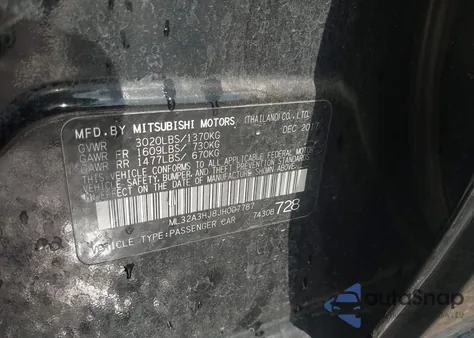 MFD. BY MITSUBISHI MOTORS (THAILAND) CO., LTD.
GVWR 3020LBS/1370KG DEC 2017
GAWR FR 1609LBS/ 730KG
GAWR RR 1477LBS/ 670KG
THIS VEHICLE CONFORMS TO ALL APPLICABLE FEDERAL MOTOR
VEHICLE SAFETY, BUMPER, AND THEFT PREVENTION STANDARDS
IN EFFECT ON THE DATE OF MANUFACTURE SHOWN ABOVE.
ML32A3HJ8JH007787
VEHICLE TYPE: PASSENGER CAR 7430B 728
autoSnap